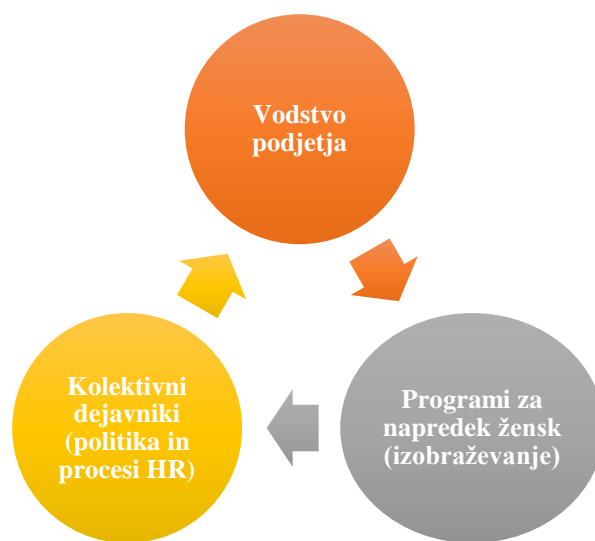 Vodstvo
podjetja
Programi za
napredek žensk
(izobraževanje)
Kolektivni
dejavniki
(politika in
procesi HR)